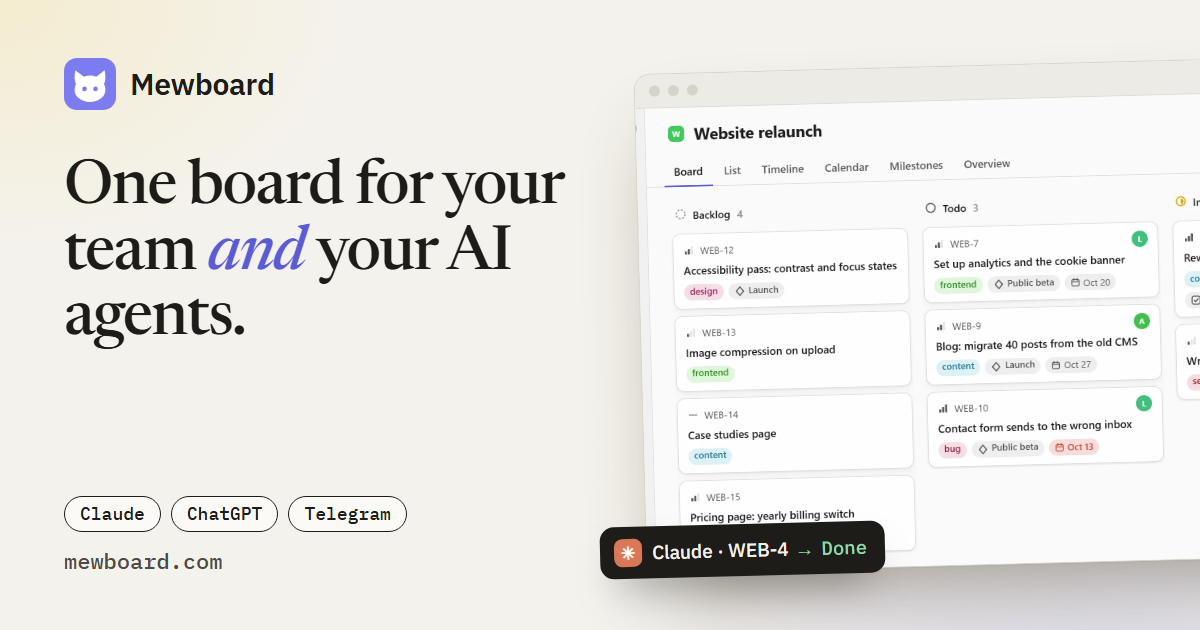 Mewboard
One board for your
team and your AI
agents.
Claude
ChatGPT
Telegram
mewboard.com
W
Website relaunch
Board
List
Timeline
Calendar
Milestones
Overview
Backlog 4
WEB-12
Accessibility pass: contrast and focus states
design
Launch
WEB-13
Image compression on upload
frontend
WEB-14
Case studies page
content
WEB-15
Pricing page: yearly billing switch
Todo 3
WEB-7
L
Set up analytics and the cookie banner
frontend
Public beta
Oct 20
WEB-9
A
Blog: migrate 40 posts from the old CMS
content
Launch
Oct 27
WEB-10
L
Contact form sends to the wrong inbox
bug
Public beta
Oct 13
Claude · WEB-4 → Done